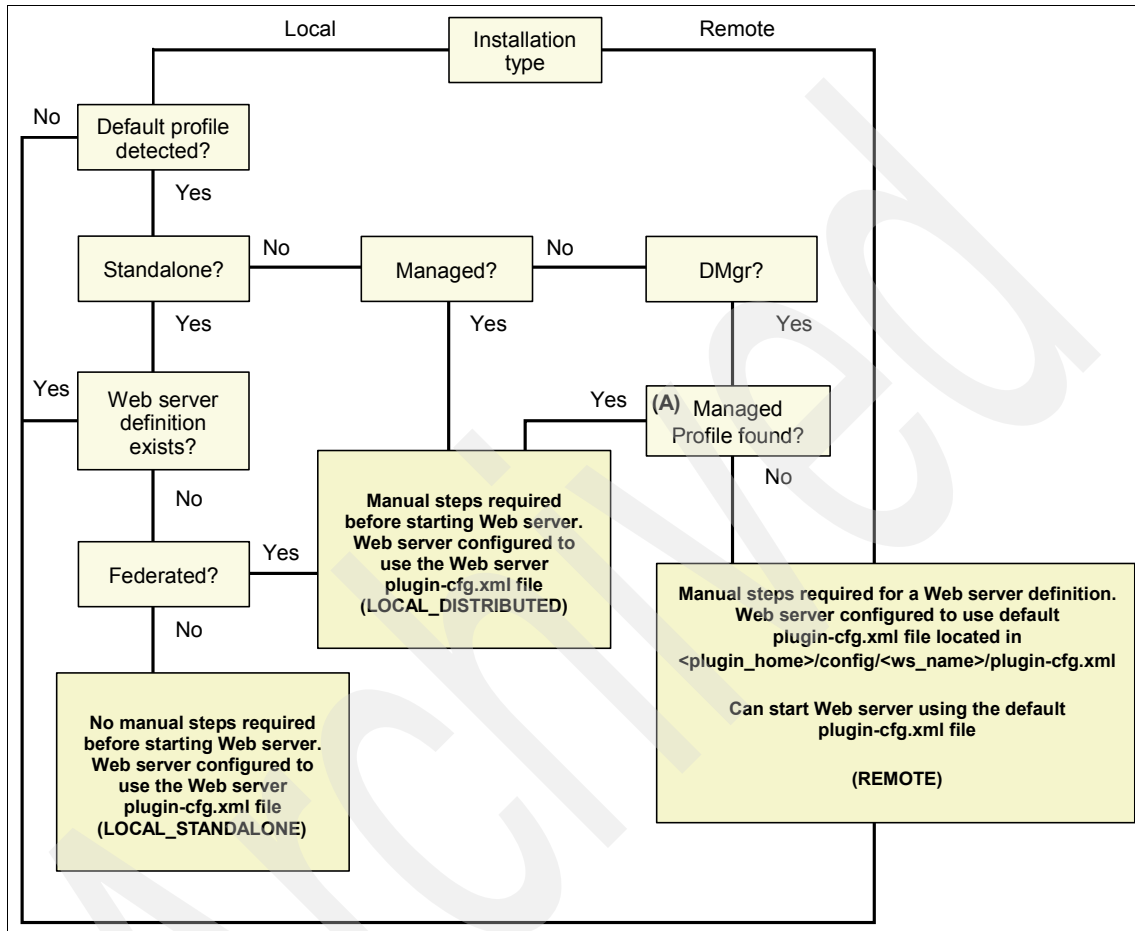 Local
Installation
type
Remote
No
Default profile
detected?
Yes
Standalone?
No
Managed?
No
DMgr?
Yes
Yes
Yes
Yes
Web server
definition
exists?
Yes
(A) Managed
Profile found?
No
No
Federated?
Yes
No
Manual steps required
before starting Web server.
Web server configured to
use the Web server
plugin-cfg.xml file
(LOCAL_DISTRIBUTED)
Manual steps required for a Web server definition.
Web server configured to use default
plugin-cfg.xml file located in
<plugin_home>/config/<ws_name>/plugin-cfg.xml
Can start Web server using the default
plugin-cfg.xml file
(REMOTE)
No manual steps required
before starting Web server.
Web server configured to
use the Web server
plugin-cfg.xml file
(LOCAL_STANDALONE)
Archived